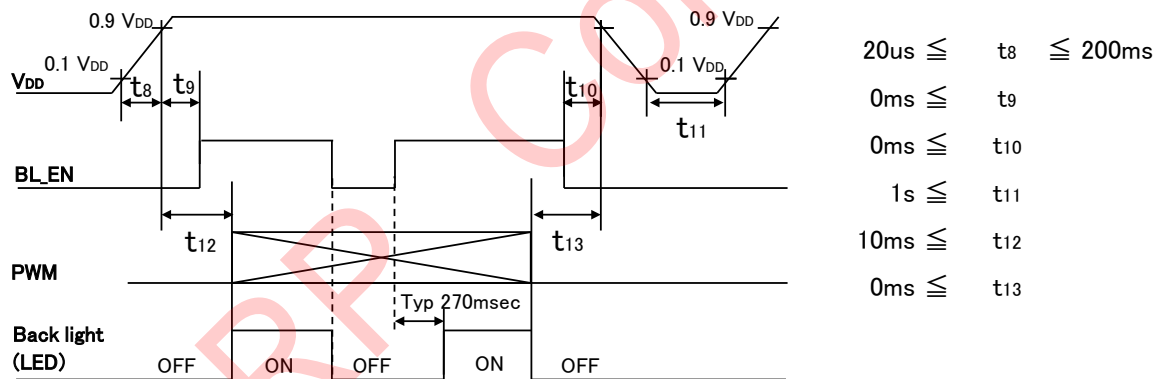 0.9 VDD
0.9 VDD
0.1 VDD
0.1 VDD
VDD
t8
t9
t10
t11
BL_EN
t12
t13
PWM
Typ 270msec
Back light
(LED)
OFF
ON
OFF
ON
OFF
20us ≦ t8 ≦ 200ms
0ms ≦ t9
0ms ≦ t10
1s ≦ t11
10ms ≦ t12
0ms ≦ t13
RP Co